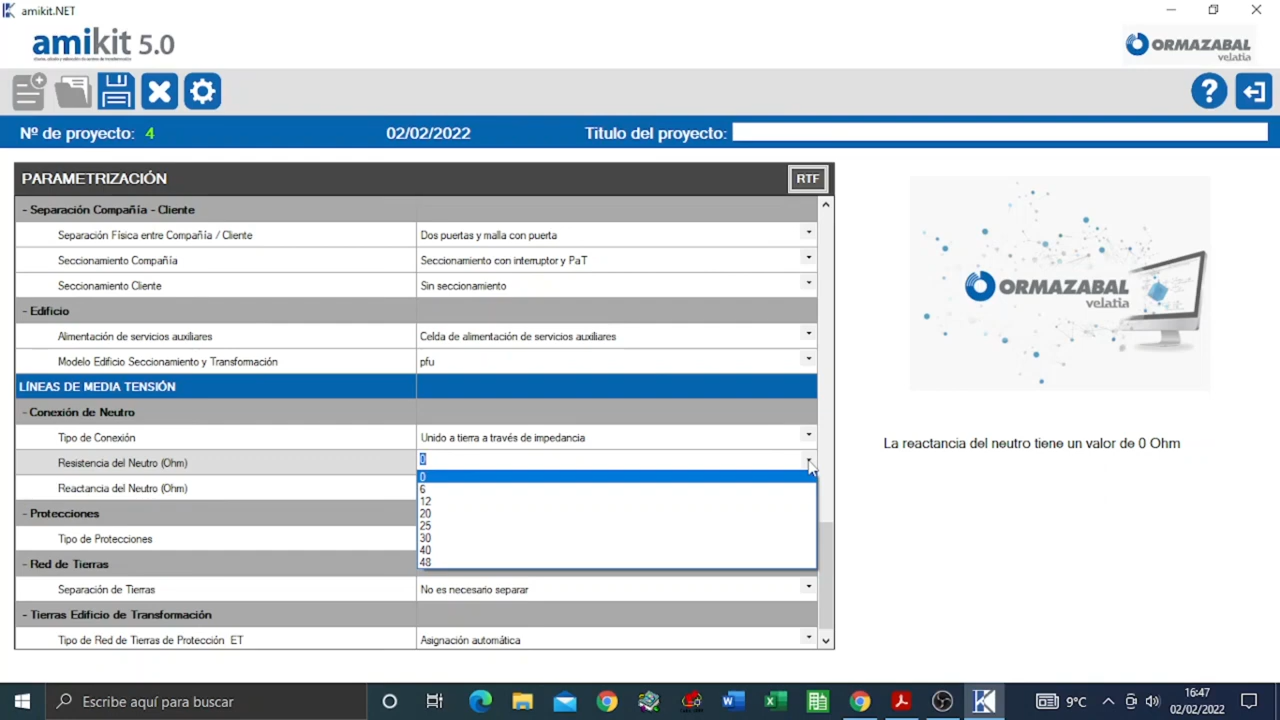 amikit.NET
amikit 5.0
ORMAZABAL
velatia
?
Nº de proyecto: 4
02/02/2022
Titulo del proyecto:
PARAMETRIZACIÓN
RTF
- Separación Compañía - Cliente
Separación Física entre Compañía / Cliente
Dos puertas y malla con puerta
Seccionamiento Compañía
Seccionamiento con interruptor y PaT
Seccionamiento Cliente
Sin seccionamiento
- Edificio
Alimentación de servicios auxiliares
Celda de alimentación de servicios auxiliares
Modelo Edificio Seccionamiento y Transformación
pfu
LÍNEAS DE MEDIA TENSIÓN
- Conexión de Neutro
Tipo de Conexión
Unido a tierra a través de impedancia
Resistencia del Neutro (Ohm)
0
0
6
12
20
25
30
40
48
Reactancia del Neutro (Ohm)
- Protecciones
Tipo de Protecciones
- Red de Tierras
Separación de Tierras
No es necesario separar
- Tierras Edificio de Transformación
Tipo de Red de Tierras de Protección ET
Asignación automática
ORMAZABAL
velatia
La reactancia del neutro tiene un valor de 0 Ohm
Escribe aquí para buscar
9°C
16:47
02/02/2022